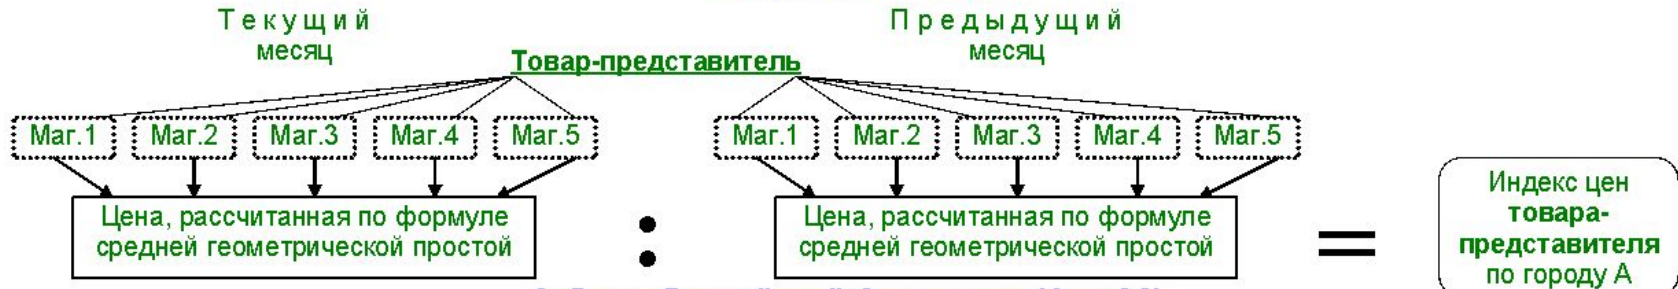 Т е к у щ и й
месяц
П р е д ы д у щ и й
месяц
Товар-представитель
Маг.1 Маг.2 Маг.3 Маг.4 Маг.5
Маг.1 Маг.2 Маг.3 Маг.4 Маг.5
Цена, рассчитанная по формуле
средней геометрической простой
:
Цена, рассчитанная по формуле
средней геометрической простой
=
Индекс цен
товара-
представителя
по городу А